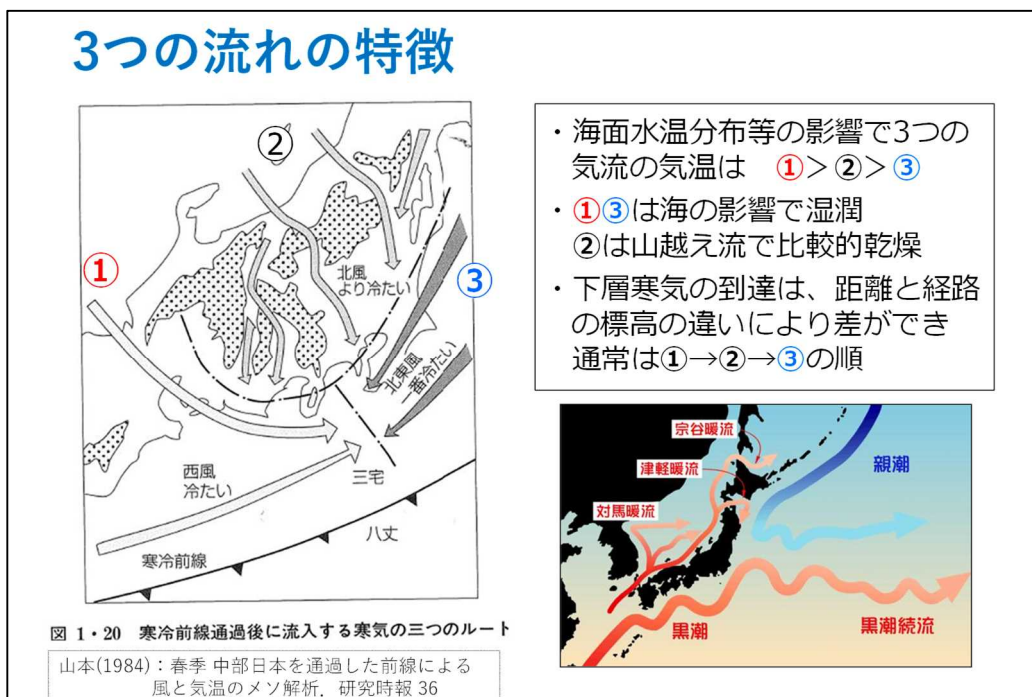 3つの流れの特徴
②
①
③
北風
より冷たい
北東風
一番冷たい
西風
冷たい
三宅
八丈
寒冷前線
図 1・20 寒冷前線通過後に流入する寒気の三つのルート
山本(1984)：春季 中部日本を通過した前線による
風と気温のメソ解析, 研究時報 36
・海面水温分布等の影響で3つの
気流の気温は ①＞②＞③
・①③は海の影響で湿潤
②は山越え流で比較的乾燥
・下層寒気の到達は、距離と経路
の標高の違いにより差ができ
通常は①→②→③の順
宗谷暖流
津軽暖流
対馬暖流
親潮
黒潮
黒潮続流